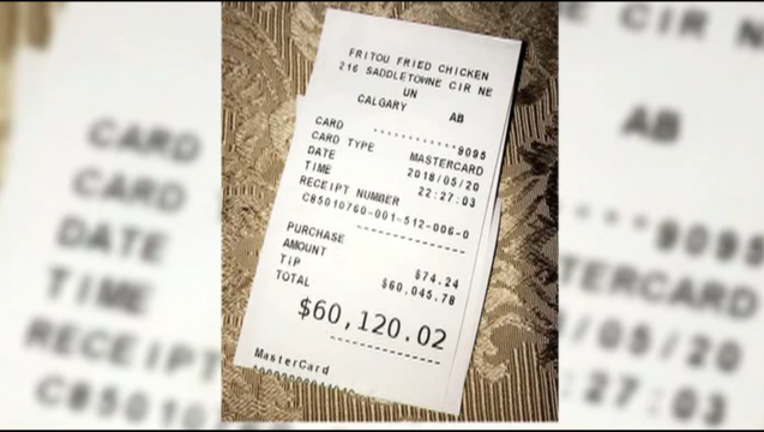 FRITOU FRIED CHICKEN
216 SADDLETOWNE CIR NE
UN
CALGARY AB
CARD ************9095
CARD TYPE MASTERCARD
DATE 2018/05/20
TIME 22:27:03
RECEIPT NUMBER
C85010760-001-512-006-0
PURCHASE
AMOUNT $74.24
TIP $60,045.78
TOTAL
$60,120.02
MasterCard